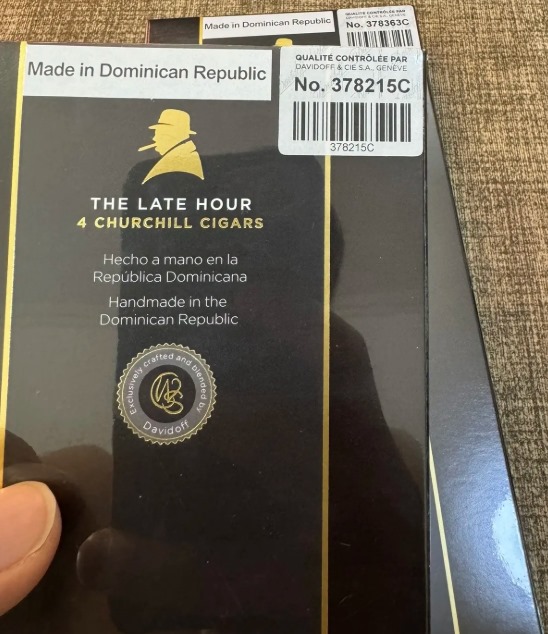 Made in Dominican Republic
QUALITÉ CONTRÔLÉE PAR
DAVIDOFF & CIE S.A., GENÈVE
No. 378363C
Made in Dominican Republic
QUALITÉ CONTRÔLÉE PAR
DAVIDOFF & CIE S.A., GENÈVE
No. 378215C
378215C
THE LATE HOUR
4 CHURCHILL CIGARS
Hecho a mano en la
República Dominicana
Handmade in the
Dominican Republic
Exclusively crafted and blended by
Davidoff